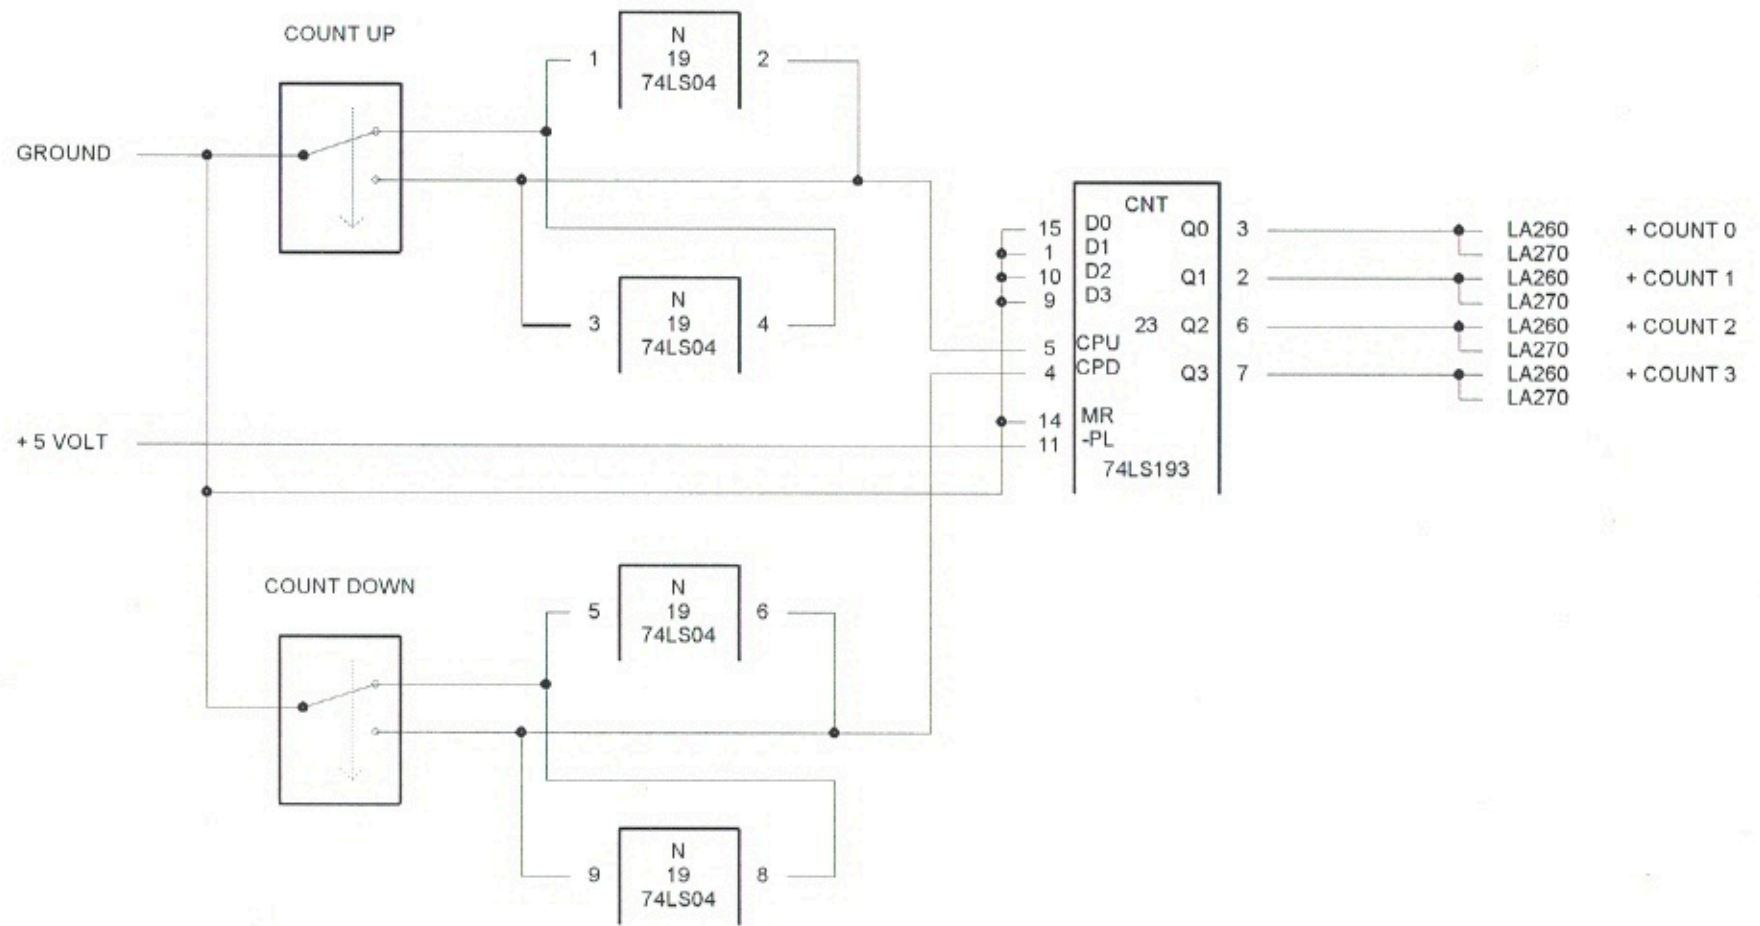 COUNT UP
GROUND
N
1 19 2
74LS04
N
3 19 4
74LS04
CNT
15 D0 Q0 3 LA260 + COUNT 0
1 D1 LA270
10 D2 Q1 2 LA260 + COUNT 1
9 D3 LA270
23 Q2 6 LA260 + COUNT 2
5 CPU LA270
4 CPD Q3 7 LA260 + COUNT 3
LA270
14 MR
+ 5 VOLT 11 -PL
74LS193
COUNT DOWN
N
5 19 6
74LS04
N
9 19 8
74LS04